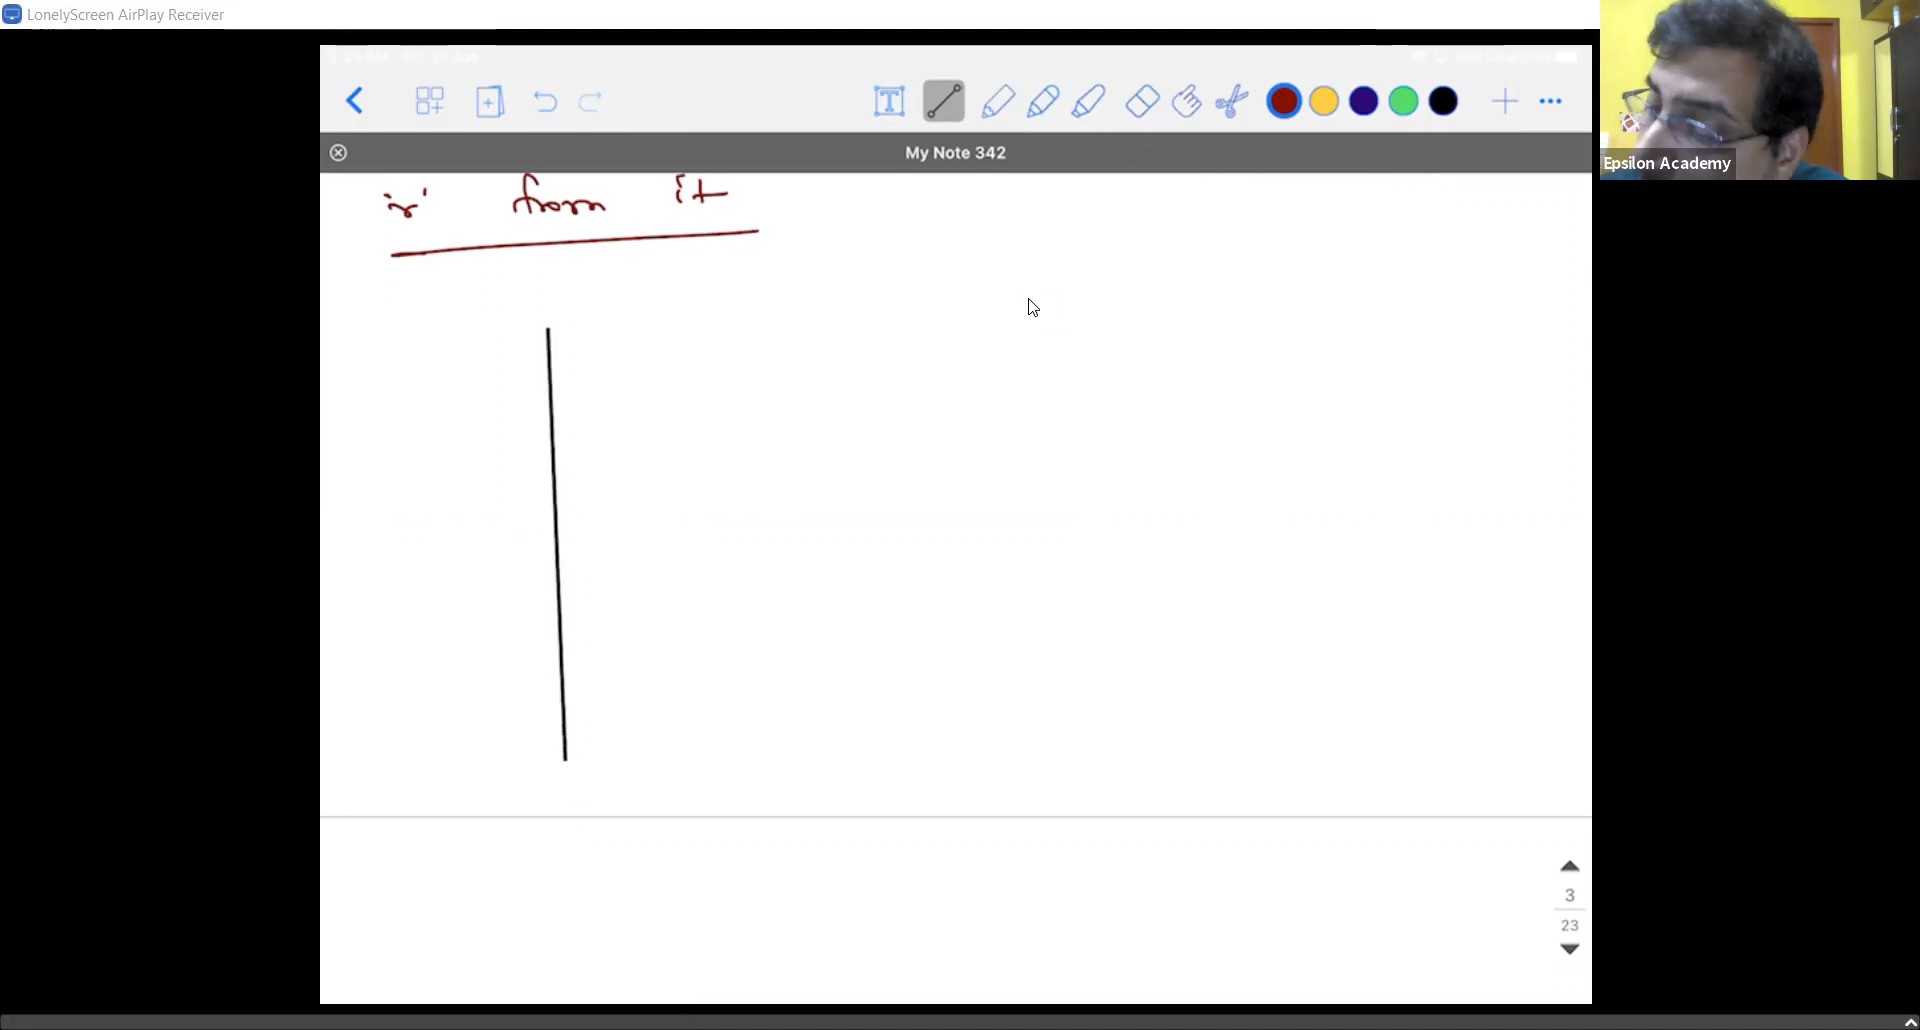 LonelyScreen AirPlay Receiver
T
My Note 342
'r' from it
Epsilon Academy
3
23